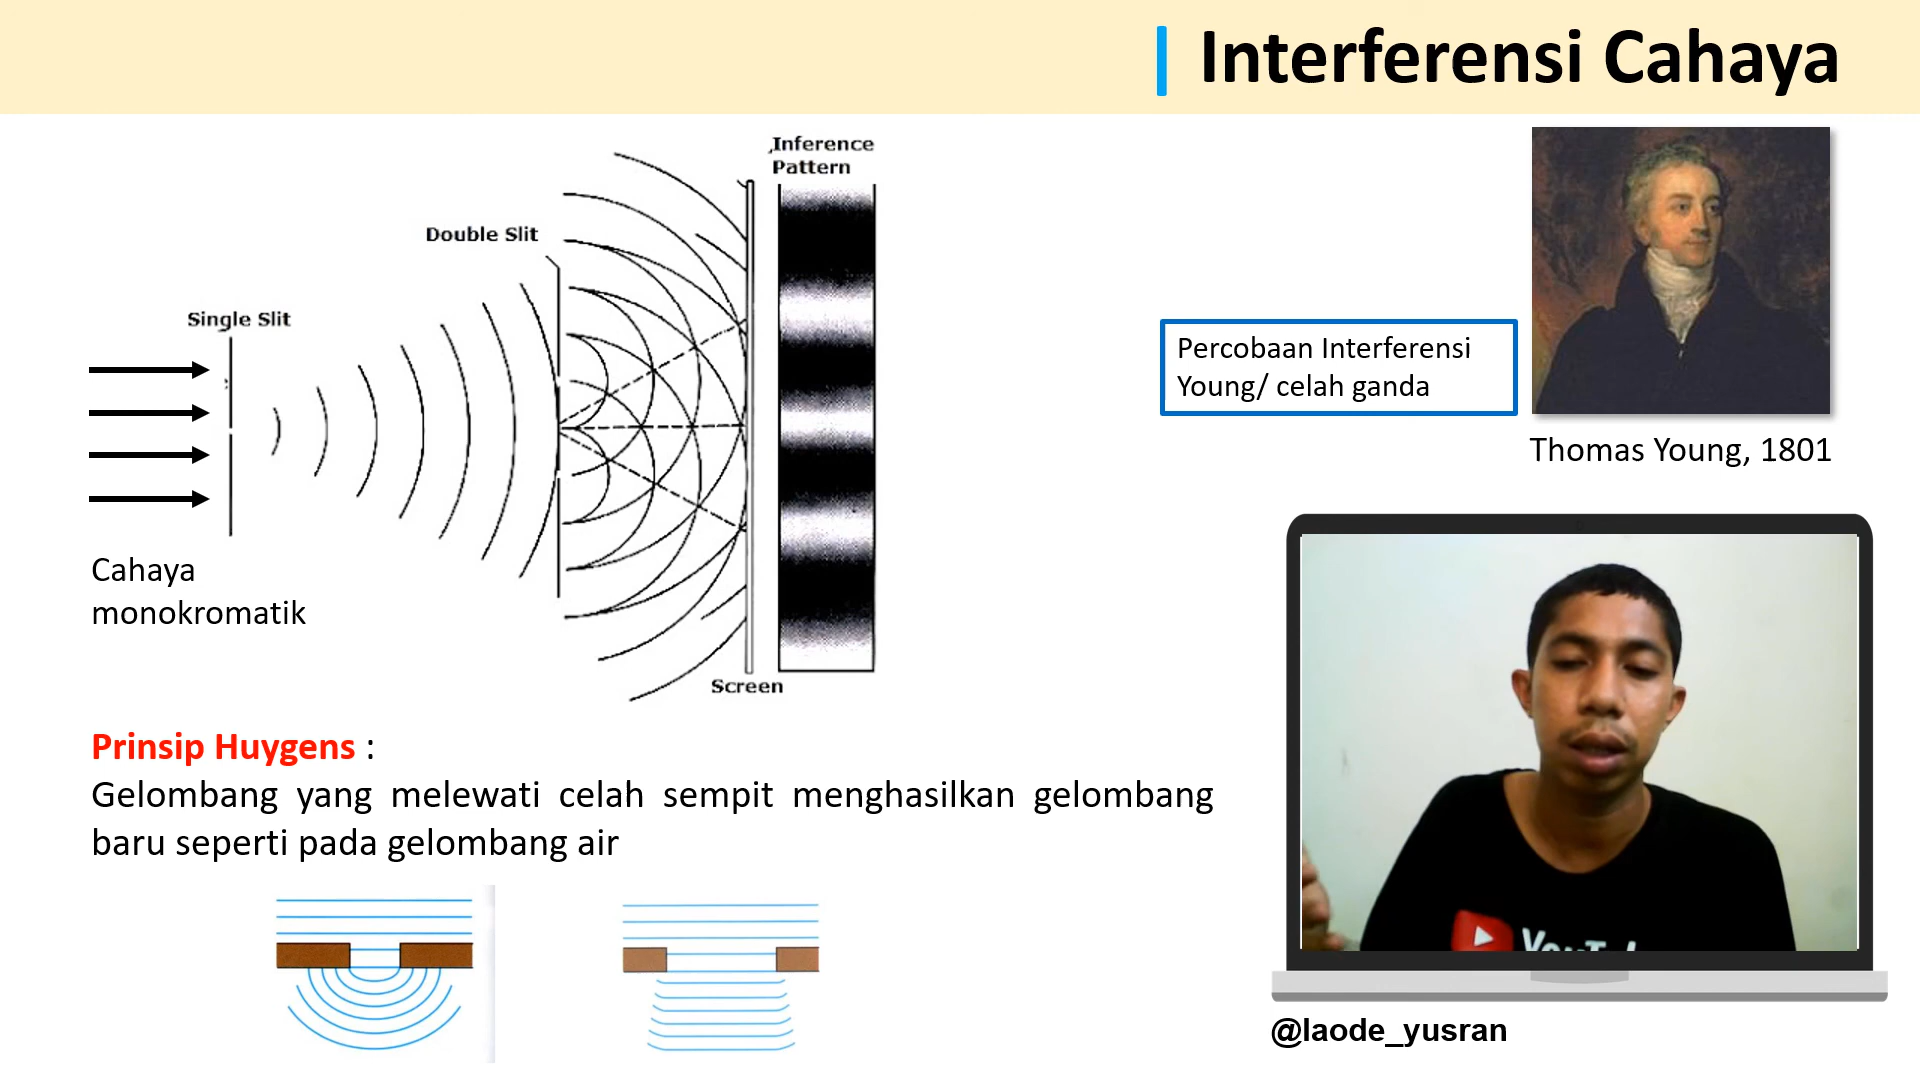 Interferensi Cahaya
Inference
Pattern
Double Slit
Single Slit
Percobaan Interferensi
Young/ celah ganda
Thomas Young, 1801
Cahaya
monokromatik
Screen
Prinsip Huygens :
Gelombang yang melewati celah sempit menghasilkan gelombang
baru seperti pada gelombang air
@laode_yusran